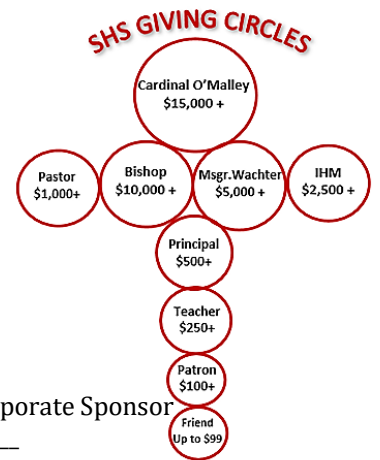 SHS GIVING CIRCLES
Cardinal O’Malley
$15,000 +
Pastor
$1,000+
Bishop
$10,000 +
Msgr.Wachter
$5,000 +
IHM
$2,500 +
Principal
$500+
Teacher
$250+
Patron
$100+
porate Sponsor
Friend
Up to $99
__